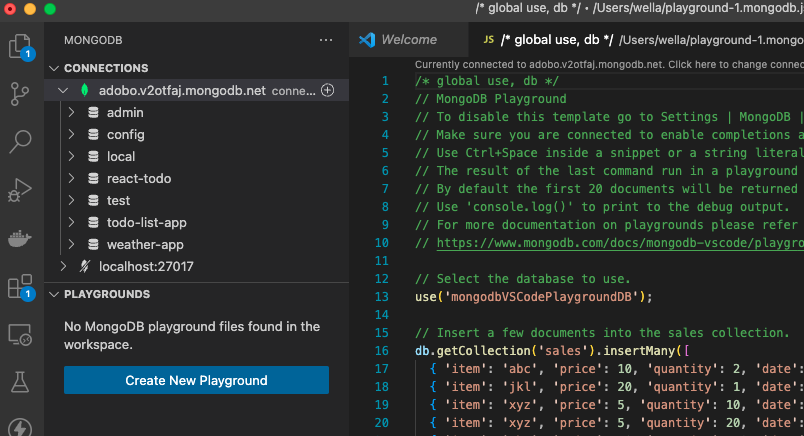 /* global use, db */ • /Users/wella/playground-1.mongodb.js
MONGODB
CONNECTIONS
adobo.v2otfaj.mongodb.net conne...
admin
config
local
react-todo
test
todo-list-app
weather-app
localhost:27017
PLAYGROUNDS
No MongoDB playground files found in the
workspace.
Create New Playground
1
1
Welcome
JS /* global use, db */ /Users/wella/playground-1.mongo
Currently connected to adobo.v2otfaj.mongodb.net. Click here to change connec
1 /* global use, db */
2 // MongoDB Playground
3 // To disable this template go to Settings | MongoDB |
4 // Make sure you are connected to enable completions a
5 // Use Ctrl+Space inside a snippet or a string literal
6 // The result of the last command run in a playground
7 // By default the first 20 documents will be returned
8 // Use 'console.log()' to print to the debug output.
9 // For more documentation on playgrounds please refer
10 // https://www.mongodb.com/docs/mongodb-vscode/playgro
11
12 // Select the database to use.
13 use('mongodbVSCodePlaygroundDB');
14
15 // Insert a few documents into the sales collection.
16 db.getCollection('sales').insertMany([
17 { 'item': 'abc', 'price': 10, 'quantity': 2, 'date':
18 { 'item': 'jkl', 'price': 20, 'quantity': 1, 'date':
19 { 'item': 'xyz', 'price': 5, 'quantity': 10, 'date':
20 { 'item': 'xyz', 'price': 5, 'quantity': 20, 'date':